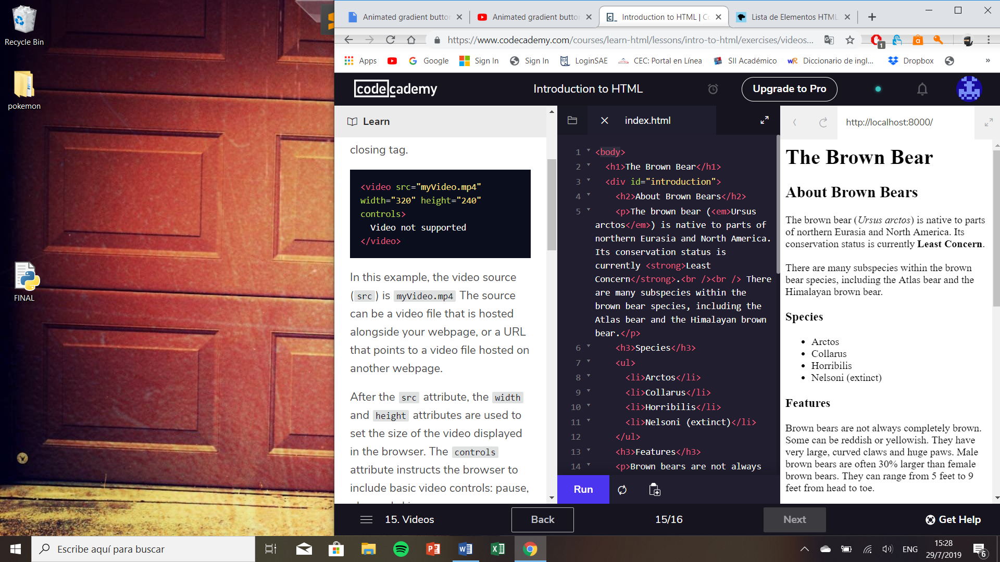 Recycle Bin
pokemon
FINAL
Animated gradient butto
Animated gradient butto
Introduction to HTML | C
Lista de Elementos HTML
https://www.codecademy.com/courses/learn-html/lessons/intro-to-html/exercises/videos...
1
Apps
Google
Sign In
Sign In
LoginSAE
CEC: Portal en Línea
SII Académico
Diccionario de ingl...
Dropbox
»
codecademy
Introduction to HTML
Upgrade to Pro
Learn
closing tag.
<video src="myVideo.mp4"
width="320" height="240"
controls>
Video not supported
</video>
In this example, the video source
(src) is myVideo.mp4 The source
can be a video file that is hosted
alongside your webpage, or a URL
that points to a video file hosted on
another webpage.
After the src attribute, the width
and height attributes are used to
set the size of the video displayed
in the browser. The controls
attribute instructs the browser to
include basic video controls: pause,
index.html
1 <body>
2 <h1>The Brown Bear</h1>
3 <div id="introduction">
4 <h2>About Brown Bears</h2>
5 <p>The brown bear (<em>Ursus
arctos</em>) is native to parts of
northern Eurasia and North America.
Its conservation status is
currently <strong>Least
Concern</strong>.<br /><br /> There
are many subspecies within the
brown bear species, including the
Atlas bear and the Himalayan brown
bear.</p>
6 <h3>Species</h3>
7 <ul>
8 <li>Arctos</li>
9 <li>Collarus</li>
10 <li>Horribilis</li>
11 <li>Nelsoni (extinct)</li>
12 </ul>
13 <h3>Features</h3>
14 <p>Brown bears are not always
Run
http://localhost:8000/
The Brown Bear
About Brown Bears
The brown bear (Ursus arctos) is native to parts
of northern Eurasia and North America. Its
conservation status is currently Least Concern.
There are many subspecies within the brown
bear species, including the Atlas bear and the
Himalayan brown bear.
Species
• Arctos
• Collarus
• Horribilis
• Nelsoni (extinct)
Features
Brown bears are not always completely brown.
Some can be reddish or yellowish. They have
very large, curved claws and huge paws. Male
brown bears are often 30% larger than female
brown bears. They can range from 5 feet to 9
feet from head to toe.
15. Videos
Back
15/16
Next
Get Help
Escribe aquí para buscar
ENG
15:28
29/7/2019
6